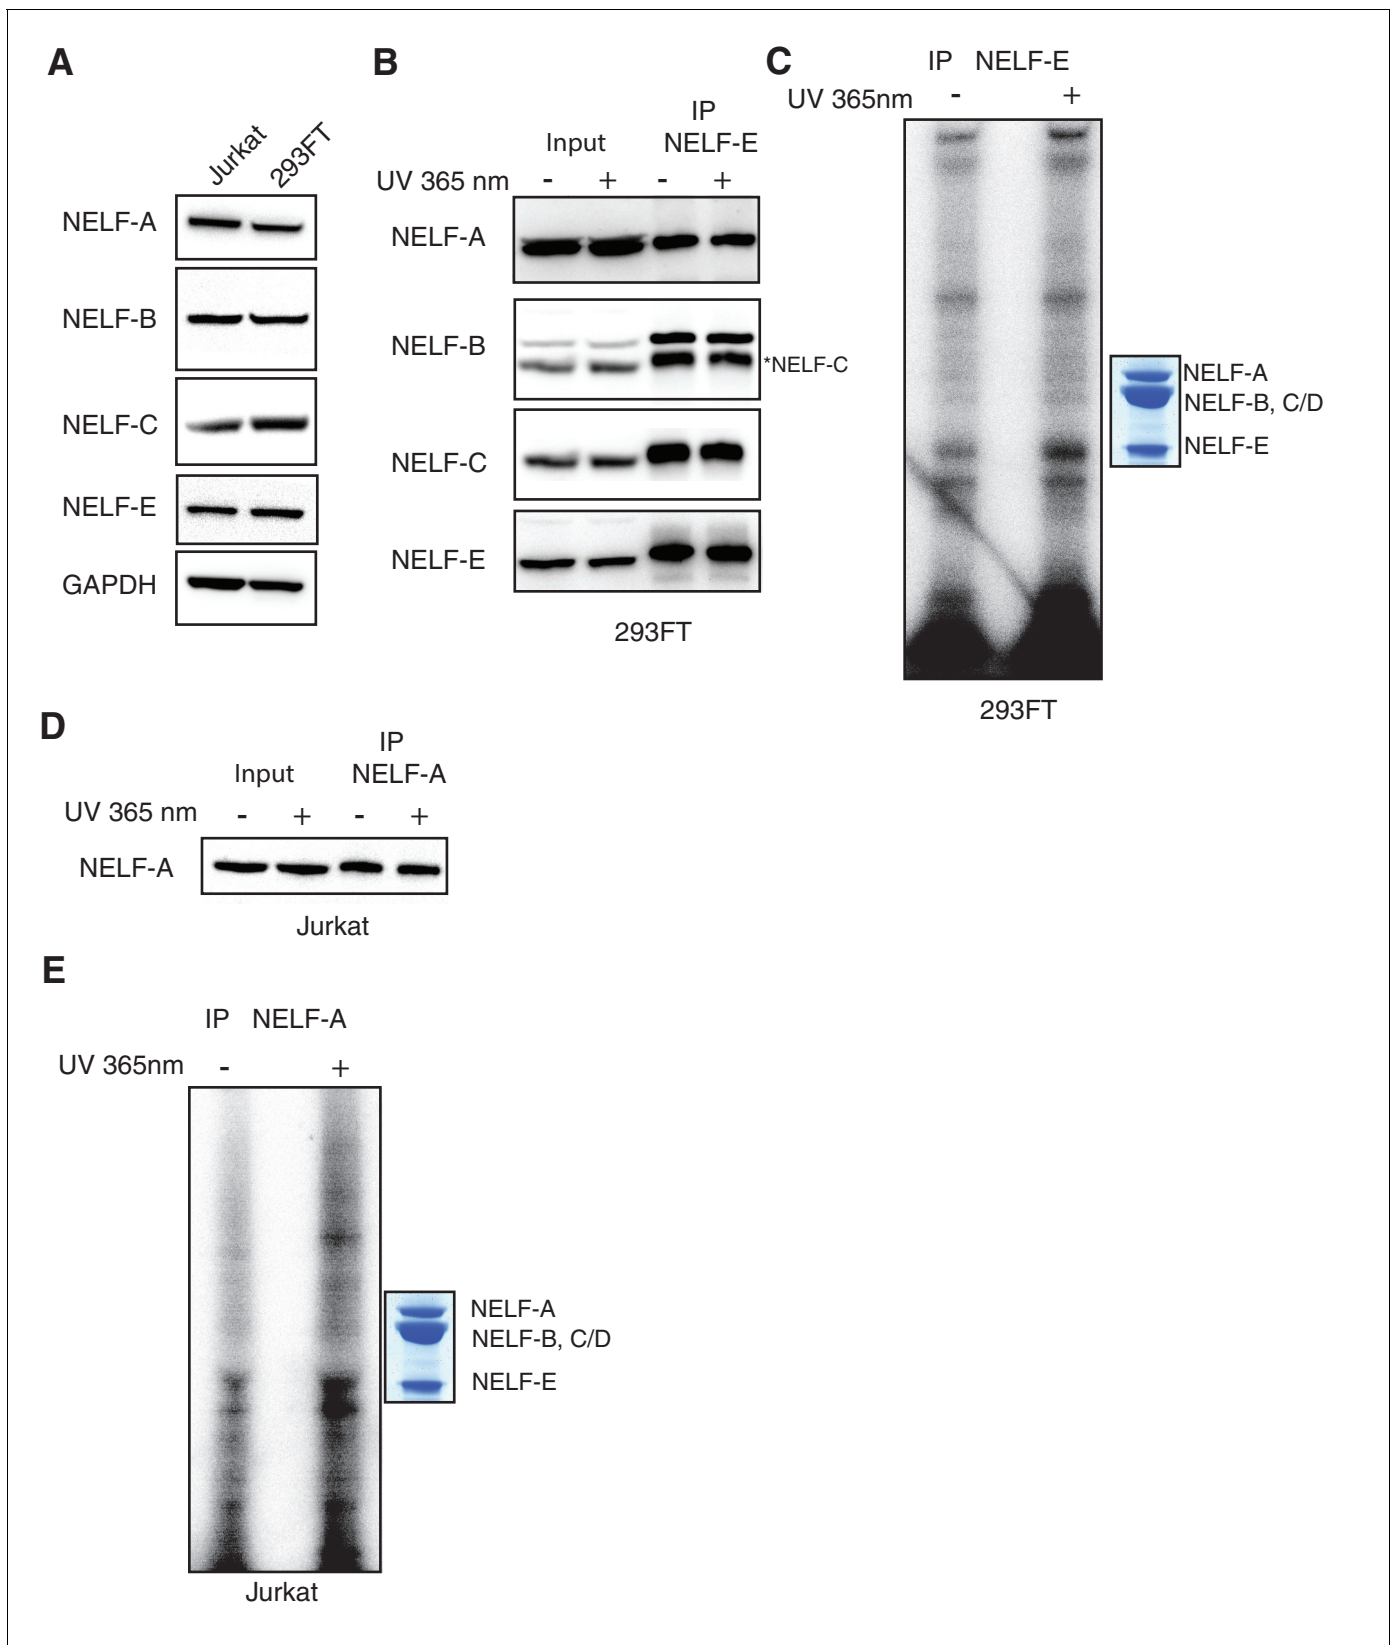 A
Jurkat
293FT
NELF-A
NELF-B
NELF-C
NELF-E
GAPDH
B
IP
Input NELF-E
UV 365 nm - + - +
NELF-A
NELF-B
*NELF-C
NELF-C
NELF-E
293FT
C
IP NELF-E
UV 365nm - +
NELF-A
NELF-B, C/D
NELF-E
293FT
D
IP
Input NELF-A
UV 365 nm - + - +
NELF-A
Jurkat
E
IP NELF-A
UV 365nm - +
NELF-A
NELF-B, C/D
NELF-E
Jurkat